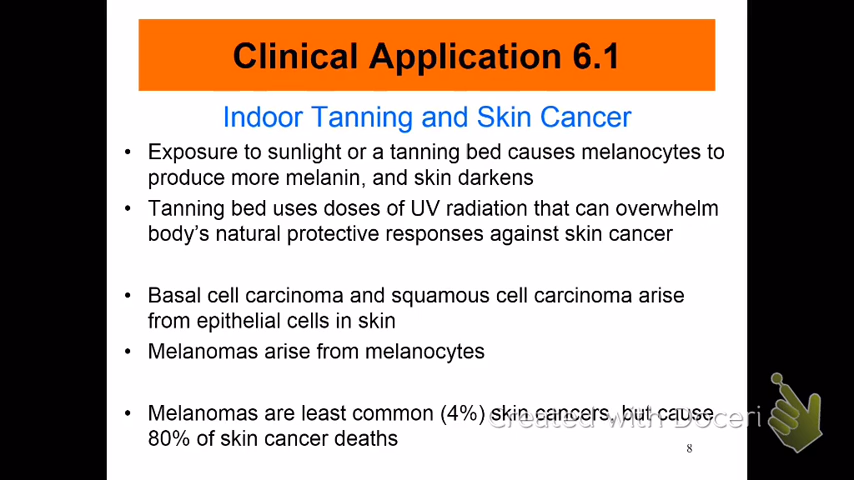 Clinical Application 6.1
Indoor Tanning and Skin Cancer
• Exposure to sunlight or a tanning bed causes melanocytes to
produce more melanin, and skin darkens
• Tanning bed uses doses of UV radiation that can overwhelm
body's natural protective responses against skin cancer
• Basal cell carcinoma and squamous cell carcinoma arise
from epithelial cells in skin
• Melanomas arise from melanocytes
• Melanomas are least common (4%) skin cancers, but cause
80% of skin cancer deaths
Created with Doceri
8